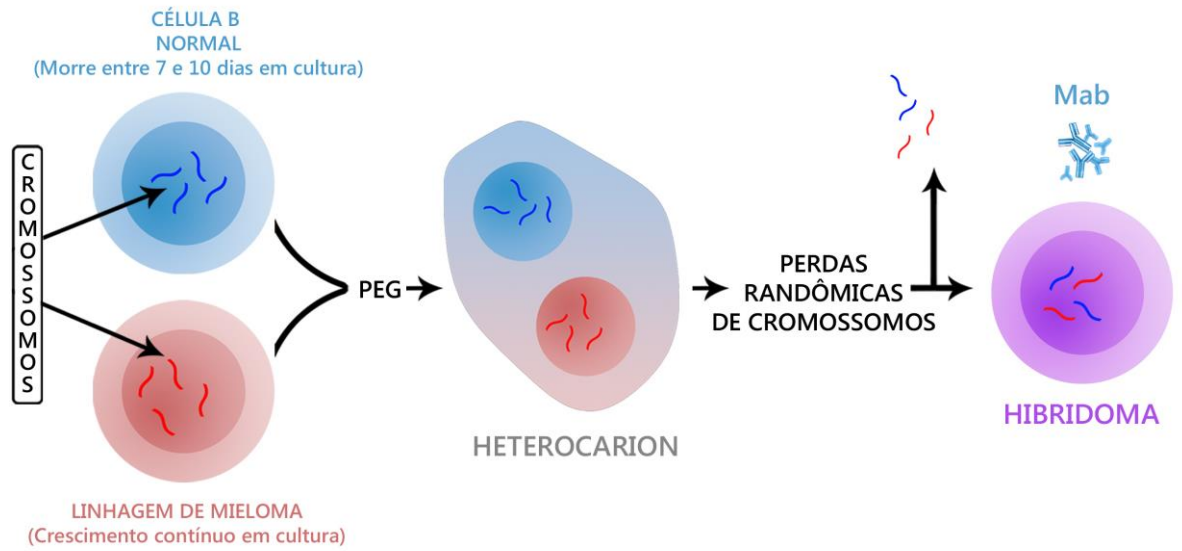 CÉLULA B
NORMAL
(Morre entre 7 e 10 dias em cultura)
CROMOSSOMOS
LINHAGEM DE MIELOMA
(Crescimento contínuo em cultura)
PEG
HETEROCARION
PERDAS
RANDÔMICAS
DE CROMOSSOMOS
Mab
HIBRIDOMA